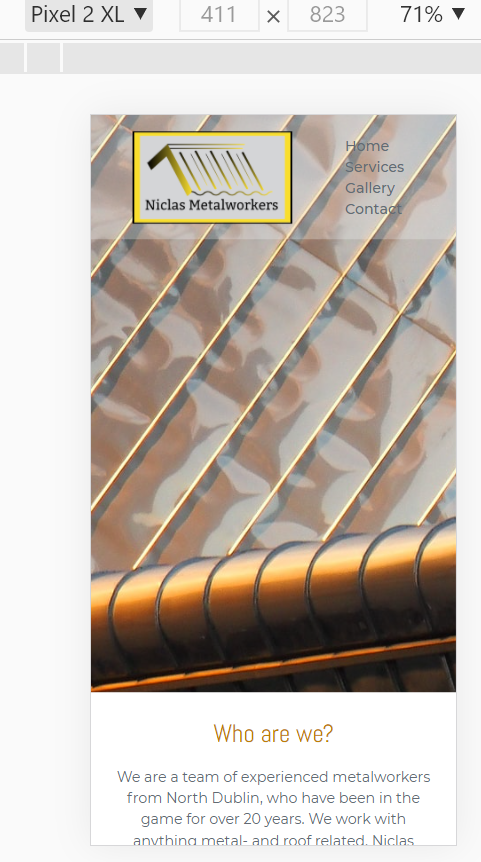 Pixel 2 XL ▼ 411 × 823 71% ▼
Niclas Metalworkers
Home
Services
Gallery
Contact
Who are we?
We are a team of experienced metalworkers
from North Dublin, who have been in the
game for over 20 years. We work with
anything metal- and roof related. Niclas